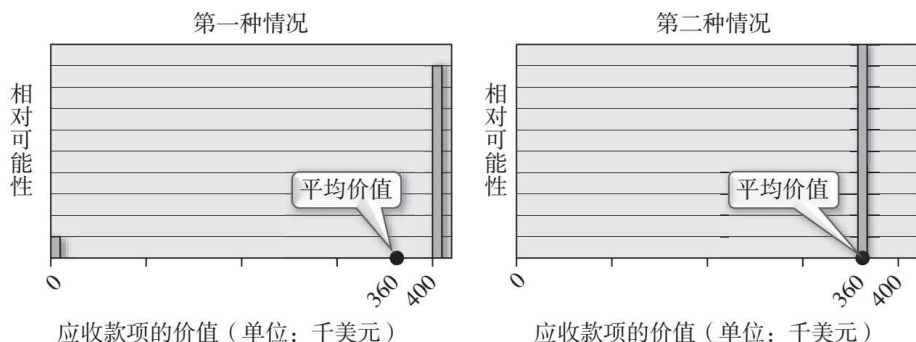 第一种情况
相对可能性
平均价值
0
360
400
应收款项的价值（单位：千美元）
第二种情况
相对可能性
平均价值
0
360
400
应收款项的价值（单位：千美元）